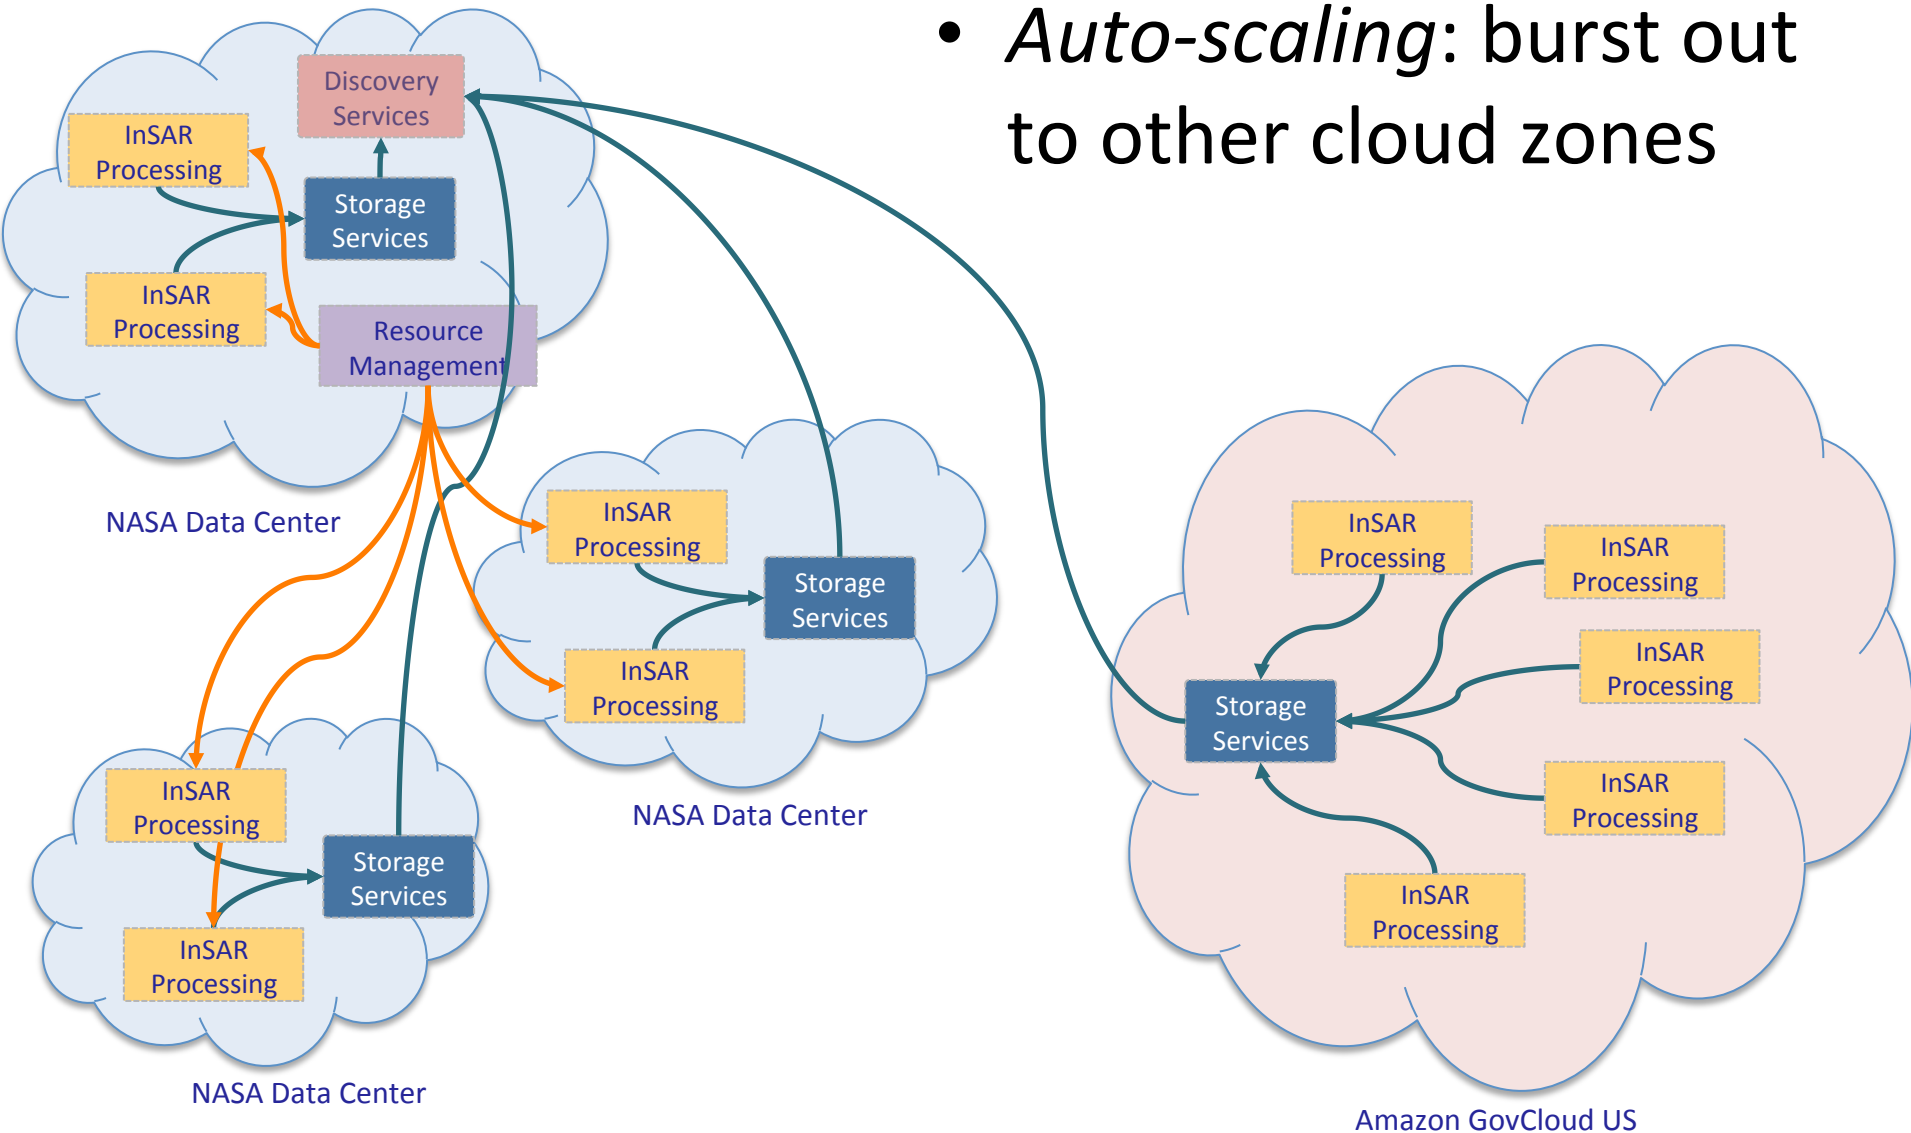 • Auto-scaling: burst out
to other cloud zones
Discovery
Services
InSAR
Processing
Storage
Services
InSAR
Processing
Resource
Management
NASA Data Center
InSAR
Processing
Storage
Services
InSAR
Processing
NASA Data Center
InSAR
Processing
Storage
Services
InSAR
Processing
NASA Data Center
InSAR
Processing
InSAR
Processing
InSAR
Processing
Storage
Services
InSAR
Processing
InSAR
Processing
Amazon GovCloud US